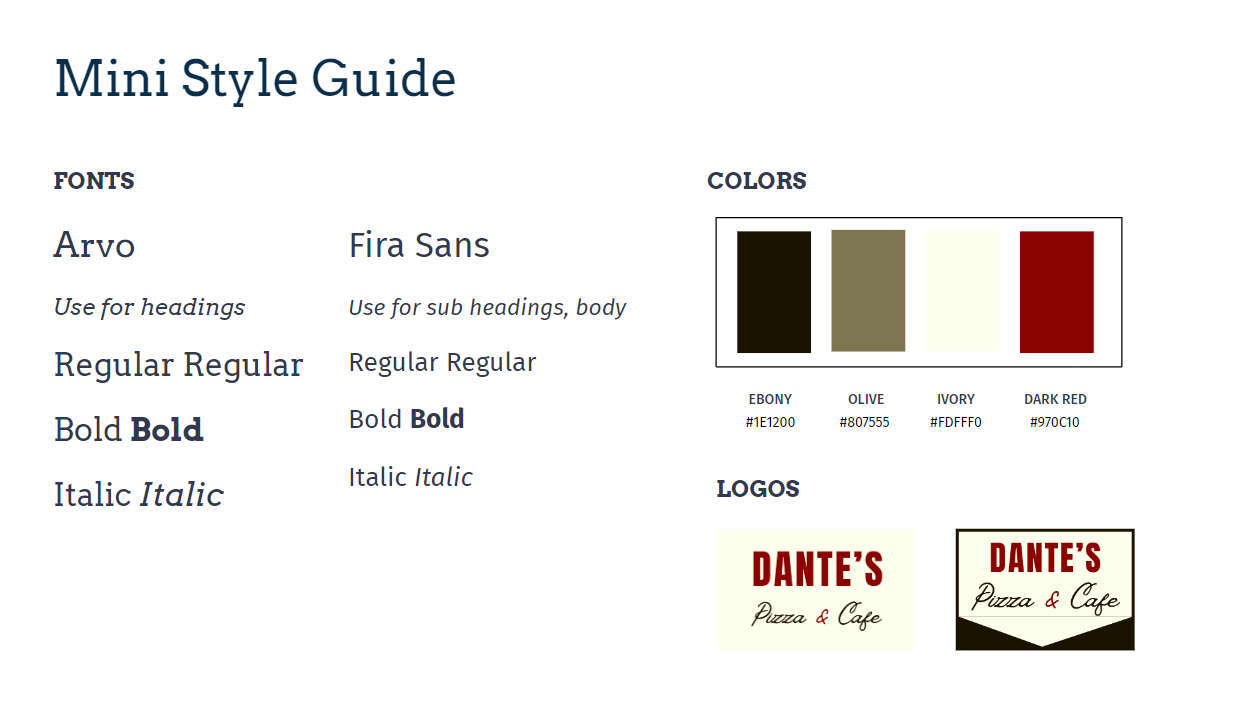 Mini Style Guide
FONTS
Arvo
Use for headings
Regular Regular
Bold Bold
Italic Italic
Fira Sans
Use for sub headings, body
Regular Regular
Bold Bold
Italic Italic
COLORS
EBONY
#1E1200
OLIVE
#807555
IVORY
#FDFFF0
DARK RED
#970C10
LOGOS
DANTE’S
Pizza & Cafe
DANTE’S
Pizza & Cafe